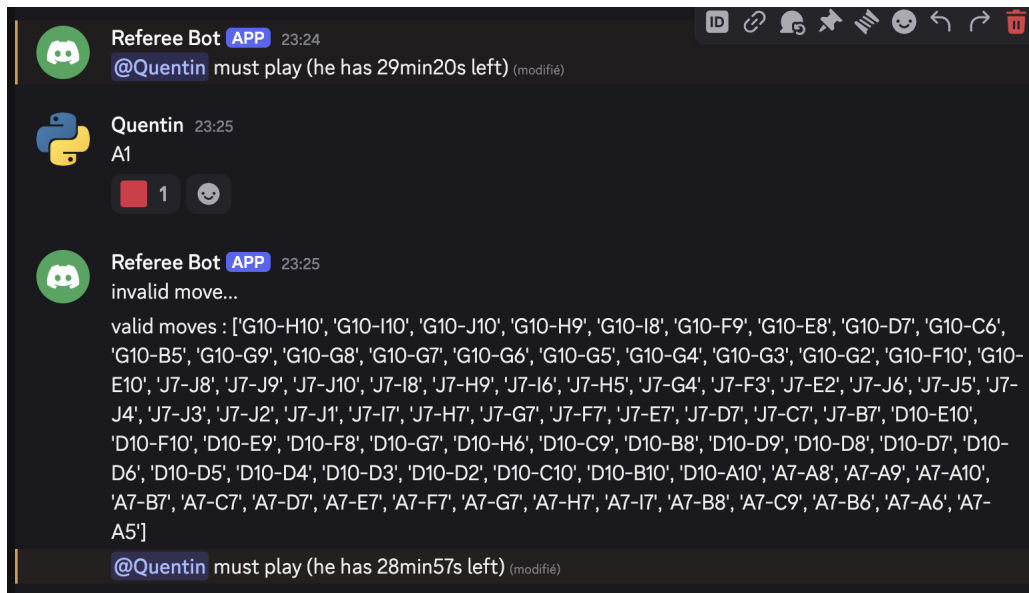 ID
Referee Bot APP 23:24
@Quentin must play (he has 29min20s left) (modifié)
Quentin 23:25
A1
1
Referee Bot APP 23:25
invalid move...
valid moves : ['G10-H10', 'G10-I10', 'G10-J10', 'G10-H9', 'G10-I8', 'G10-F9', 'G10-E8', 'G10-D7', 'G10-C6',
'G10-B5', 'G10-G9', 'G10-G8', 'G10-G7', 'G10-G6', 'G10-G5', 'G10-G4', 'G10-G3', 'G10-G2', 'G10-F10', 'G10-
E10', 'J7-J8', 'J7-J9', 'J7-J10', 'J7-I8', 'J7-H9', 'J7-I6', 'J7-H5', 'J7-G4', 'J7-F3', 'J7-E2', 'J7-J6', 'J7-J5', 'J7-
J4', 'J7-J3', 'J7-J2', 'J7-J1', 'J7-I7', 'J7-H7', 'J7-G7', 'J7-F7', 'J7-E7', 'J7-D7', 'J7-C7', 'J7-B7', 'D10-E10',
'D10-F10', 'D10-E9', 'D10-F8', 'D10-G7', 'D10-H6', 'D10-C9', 'D10-B8', 'D10-D9', 'D10-D8', 'D10-D7', 'D10-
D6', 'D10-D5', 'D10-D4', 'D10-D3', 'D10-D2', 'D10-C10', 'D10-B10', 'D10-A10', 'A7-A8', 'A7-A9', 'A7-A10',
'A7-B7', 'A7-C7', 'A7-D7', 'A7-E7', 'A7-F7', 'A7-G7', 'A7-H7', 'A7-I7', 'A7-B8', 'A7-C9', 'A7-B6', 'A7-A6', 'A7-
A5']
@Quentin must play (he has 28min57s left) (modifié)